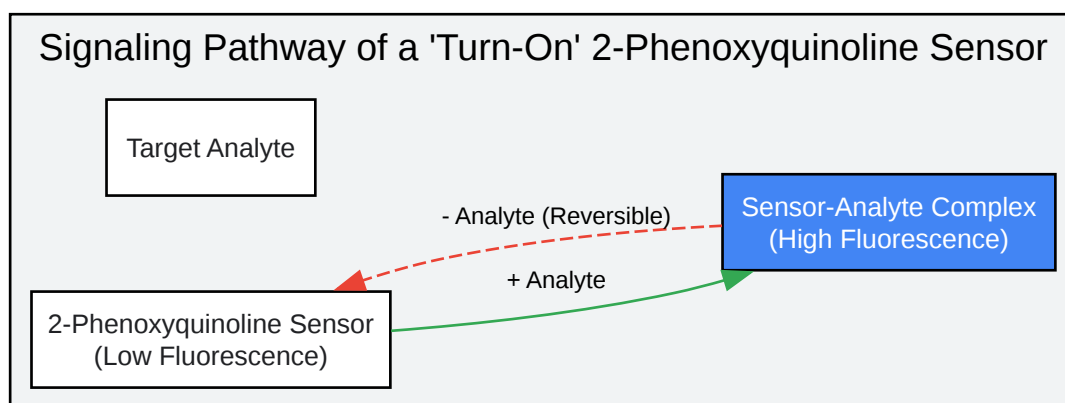 Signaling Pathway of a 'Turn-On' 2-Phenoxyquinoline Sensor
Target Analyte
- Analyte (Reversible)
Sensor-Analyte Complex
(High Fluorescence)
+ Analyte
2-Phenoxyquinoline Sensor
(Low Fluorescence)